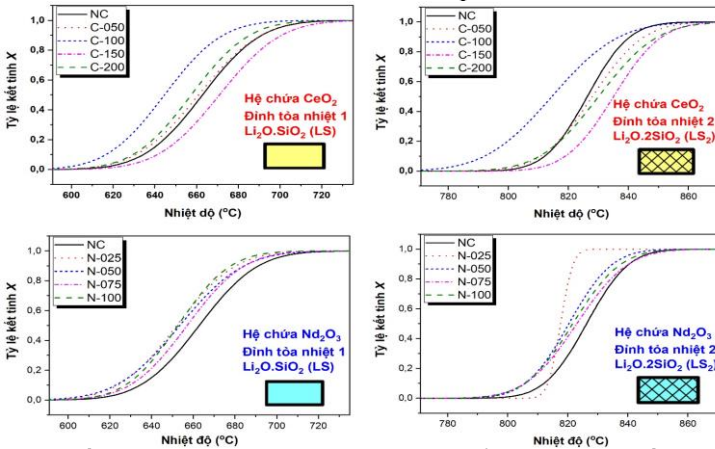 Tỷ lệ kết tinh X
1,0
0,8
0,6
0,4
0,2
0,0
NC
C-050
C-100
C-150
C-200
Hệ chứa CeO₂
Đỉnh tỏa nhiệt 1
Li₂O.SiO₂ (LS)
600 620 640 660 680 700 720
Nhiệt độ (°C)
Tỷ lệ kết tinh X
1,0
0,8
0,6
0,4
0,2
0,0
NC
C-050
C-100
C-150
C-200
Hệ chứa CeO₂
Đỉnh tỏa nhiệt 2
Li₂O.2SiO₂ (LS₂)
780 800 820 840 860
Nhiệt độ (°C)
Tỷ lệ kết tinh X
1,0
0,8
0,6
0,4
0,2
0,0
NC
N-025
N-050
N-075
N-100
Hệ chứa Nd₂O₃
Đỉnh tỏa nhiệt 1
Li₂O.SiO₂ (LS)
600 620 640 660 680 700 720
Nhiệt độ (°C)
Tỷ lệ kết tinh X
1,0
0,8
0,6
0,4
0,2
0,0
NC
N-025
N-050
N-075
N-100
Hệ chứa Nd₂O₃
Đỉnh tỏa nhiệt 2
Li₂O.2SiO₂ (LS₂)
780 800 820 840 860
Nhiệt độ (°C)